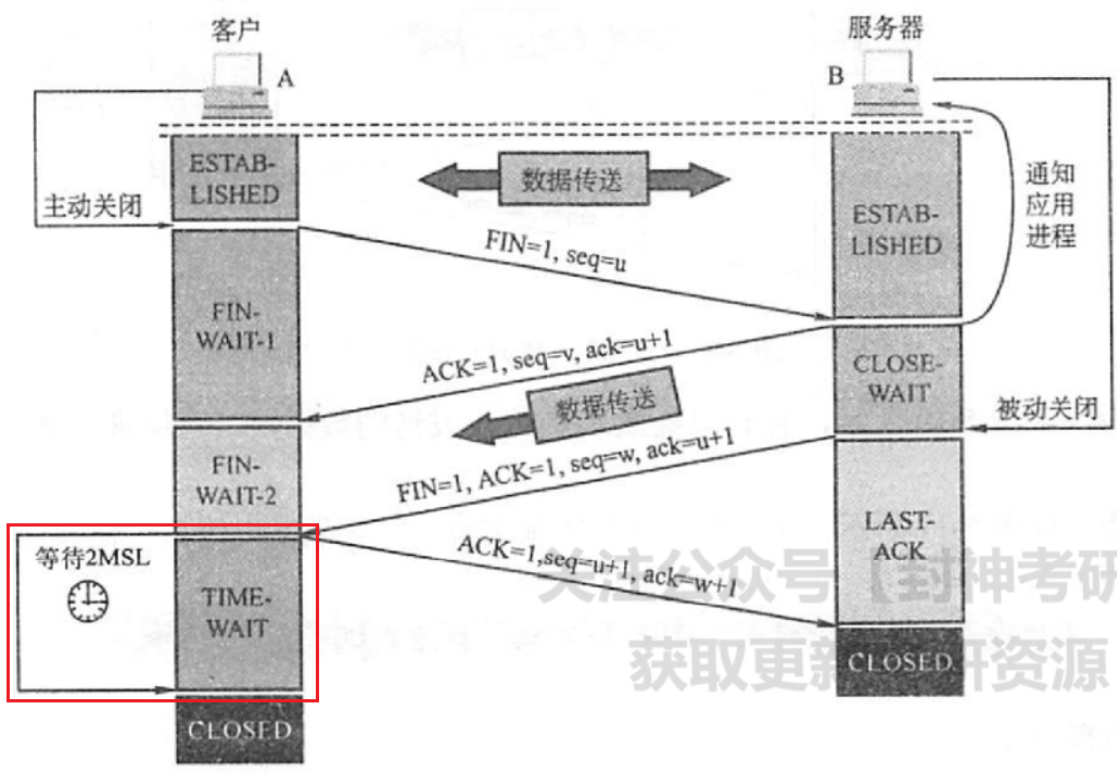 客户
服务器
A
B
ESTAB-
LISHED
数据传送
通知
应用
进程
主动关闭
ESTAB-
LISHED
FIN=1, seq=u
FIN-
WAIT-1
ACK=1, seq=v, ack=u+1
CLOSE-
WAIT
数据传送
被动关闭
FIN-
WAIT-2
FIN=1, ACK=1, seq=w, ack=u+1
LAST-
ACK
等待2MSL
ACK=1,seq=u+1, ack=w+1
关注公众号【封神考研
TIME-
WAIT
获取更新
研资源
CLOSED
CLOSED